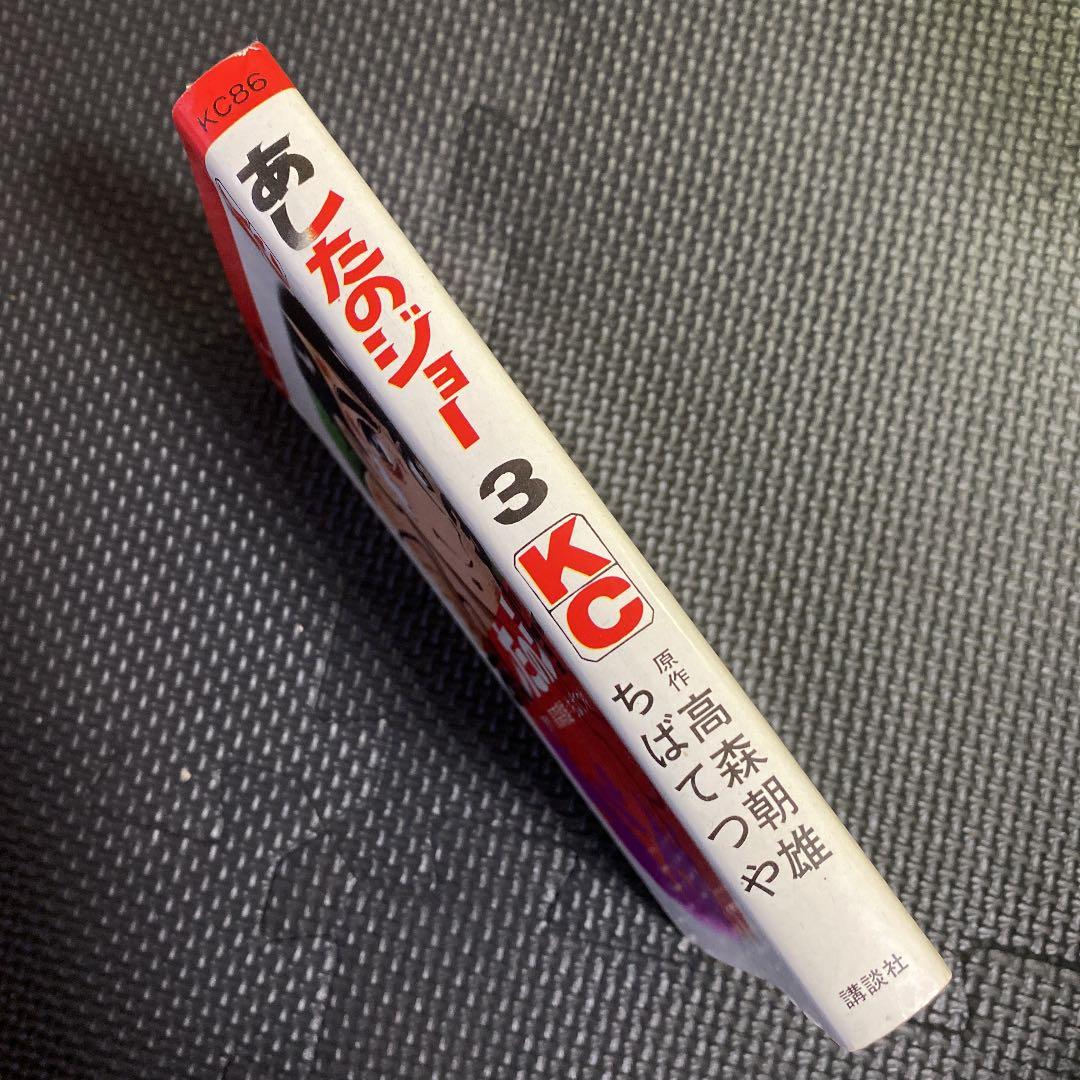 KC86
あしたのジョー
3
KC
原作 高森朝雄
ちばてつや
講談社